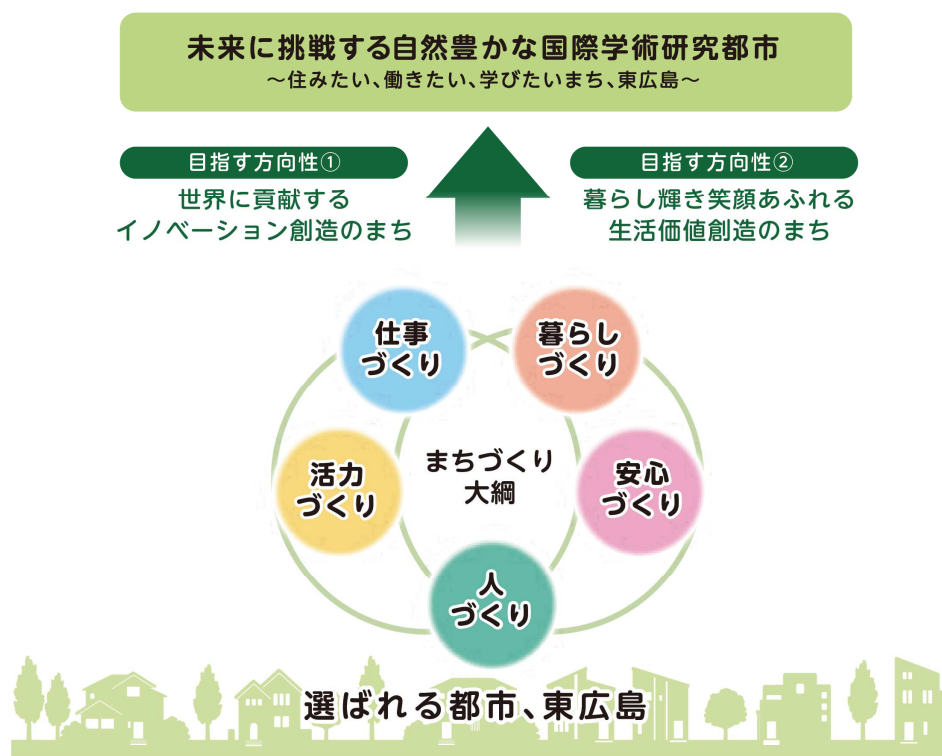 未来に挑戦する自然豊かな国際学術研究都市
～住みたい、働きたい、学びたいまち、東広島～
目指す方向性①
世界に貢献する
イノベーション創造のまち
目指す方向性②
暮らし輝き笑顔あふれる
生活価値創造のまち
仕事
づくり
暮らし
づくり
活力
づくり
まちづくり
大綱
安心
づくり
人
づくり
選ばれる都市、東広島